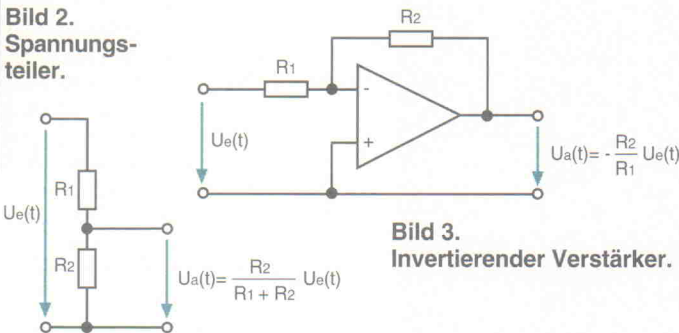 Bild 2.
Spannungs-
teiler.
Ue(t)
R1
R2
Ua(t)= R2 / R1 + R2 Ue(t)
R1
R2
-
+
Ue(t)
Ua(t)= - R2 / R1 Ue(t)
Bild 3.
Invertierender Verstärker.